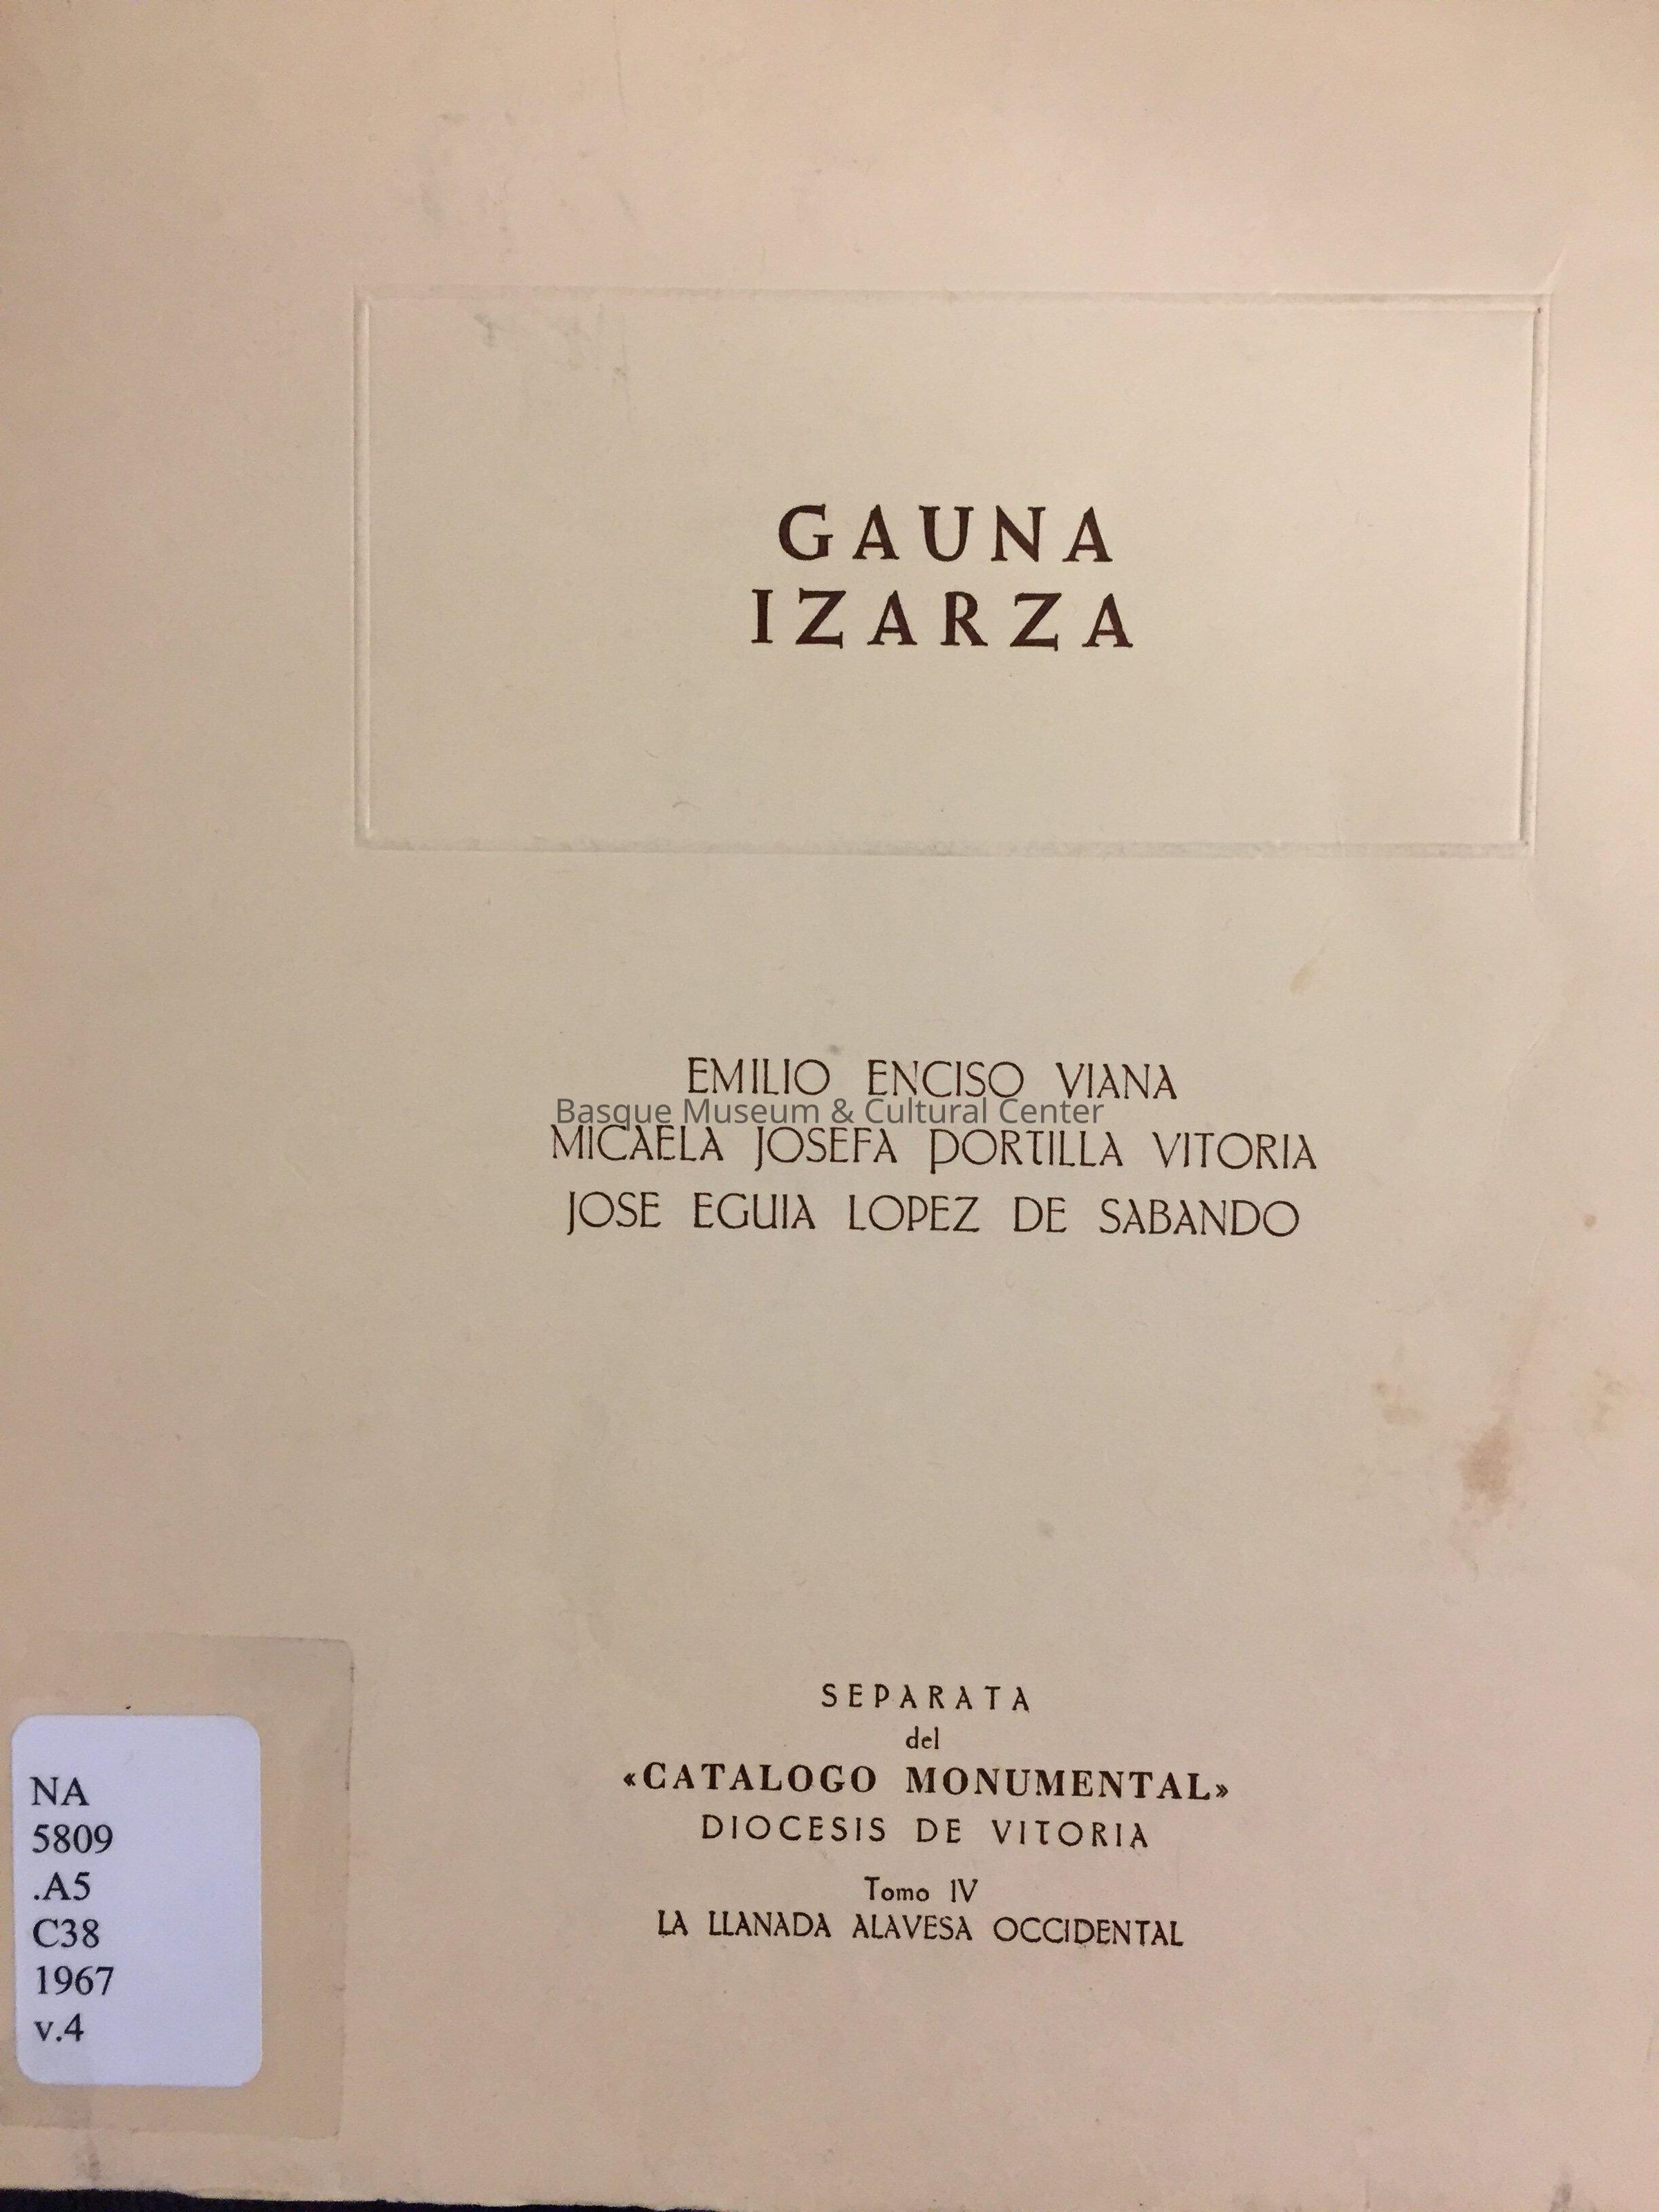 GAUNA
IZARZA
EMILIO ENCISO VIANA
Basque Museum & Cultural Center
MICAELA JOSEFA PORTILLA VITORIA
JOSE EGUIA LOPEZ DE SABANDO
SEPARATA
del
«CATALOGO MONUMENTAL»
DIOCESIS DE VITORIA
Tomo IV
LA LLANADA ALAVESA OCCIDENTAL
NA
5809
.A5
C38
1967
v.4